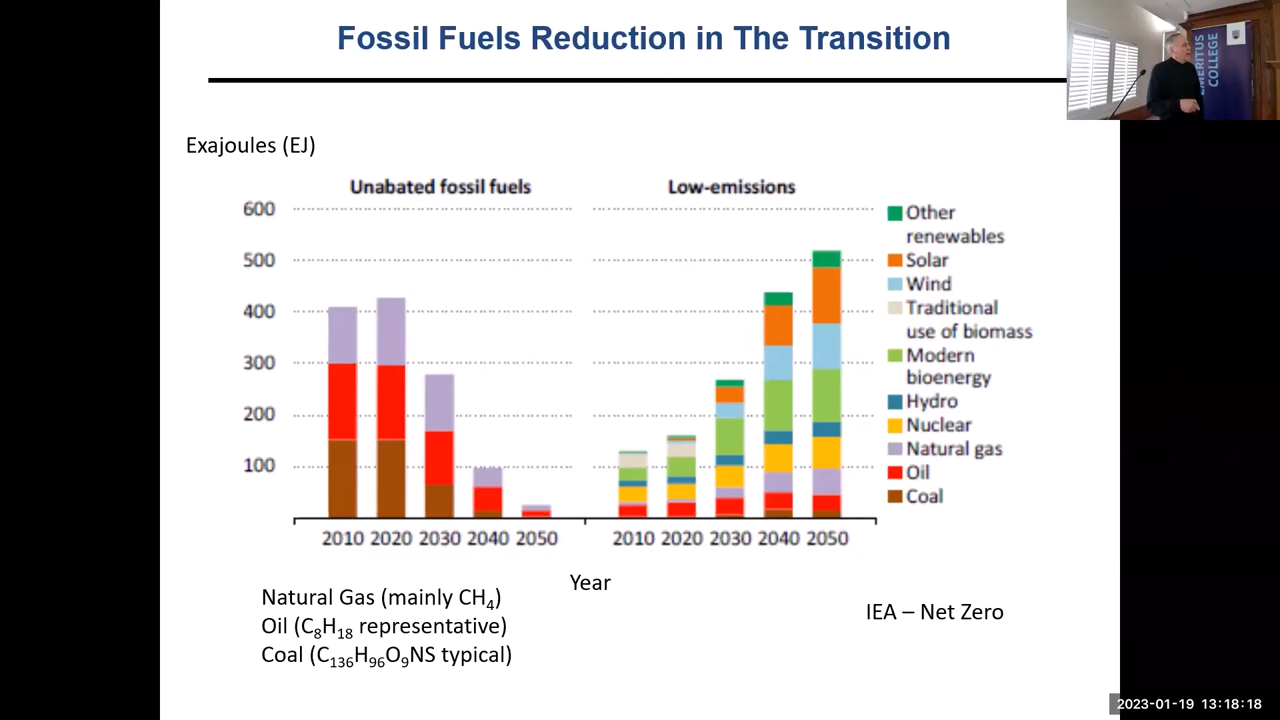 Fossil Fuels Reduction in The Transition
EMERITUS
COLLEGE
Exajoules (EJ)
Unabated fossil fuels
Low-emissions
600
500
400
300
200
100
2010 2020 2030 2040 2050
2010 2020 2030 2040 2050
Other
renewables
Solar
Wind
Traditional
use of biomass
Modern
bioenergy
Hydro
Nuclear
Natural gas
Oil
Coal
Year
Natural Gas (mainly CH₄)
Oil (C₈H₁₈ representative)
Coal (C₁₃₆H₉₆O₉NS typical)
IEA – Net Zero
2023-01-19 13:18:18